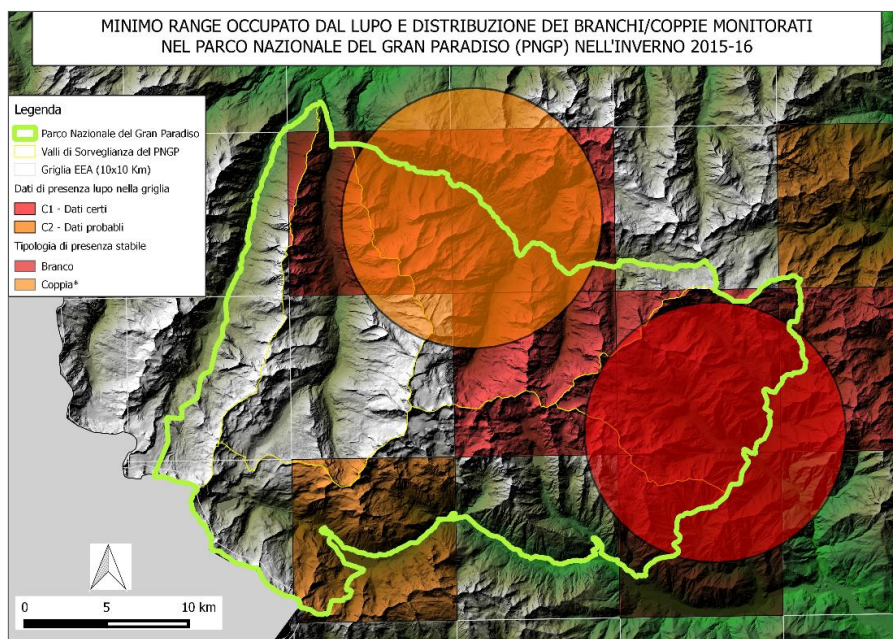 MINIMO RANGE OCCUPATO DAL LUPO E DISTRIBUZIONE DEI BRANCHI/COPPIE MONITORATI
NEL PARCO NAZIONALE DEL GRAN PARADISO (PNGP) NELL'INVERNO 2015-16
Legenda
Parco Nazionale del Gran Paradiso
Valli di Sorveglianza del PNGP
Griglia EEA (10x10 Km)
Dati di presenza lupo nella griglia
C1 - Dati certi
C2 - Dati probabili
Tipologia di presenza stabile
Branco
Coppia*
0 5 10 km